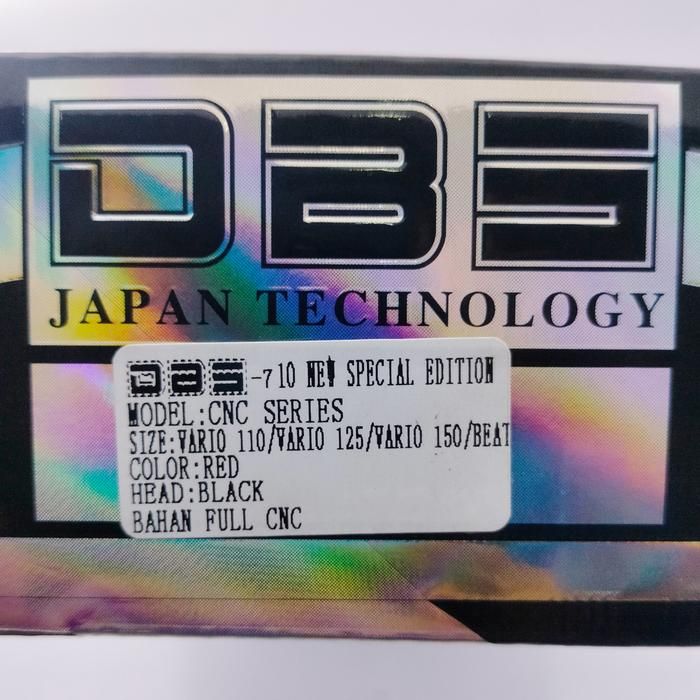 DBS
JAPAN TECHNOLOGY
DBS-710 NEW SPECIAL EDITION
MODEL:CNC SERIES
SIZE:VARIO 110/VARIO 125/VARIO 150/BEAT
COLOR:RED
HEAD:BLACK
BAHAN FULL CNC